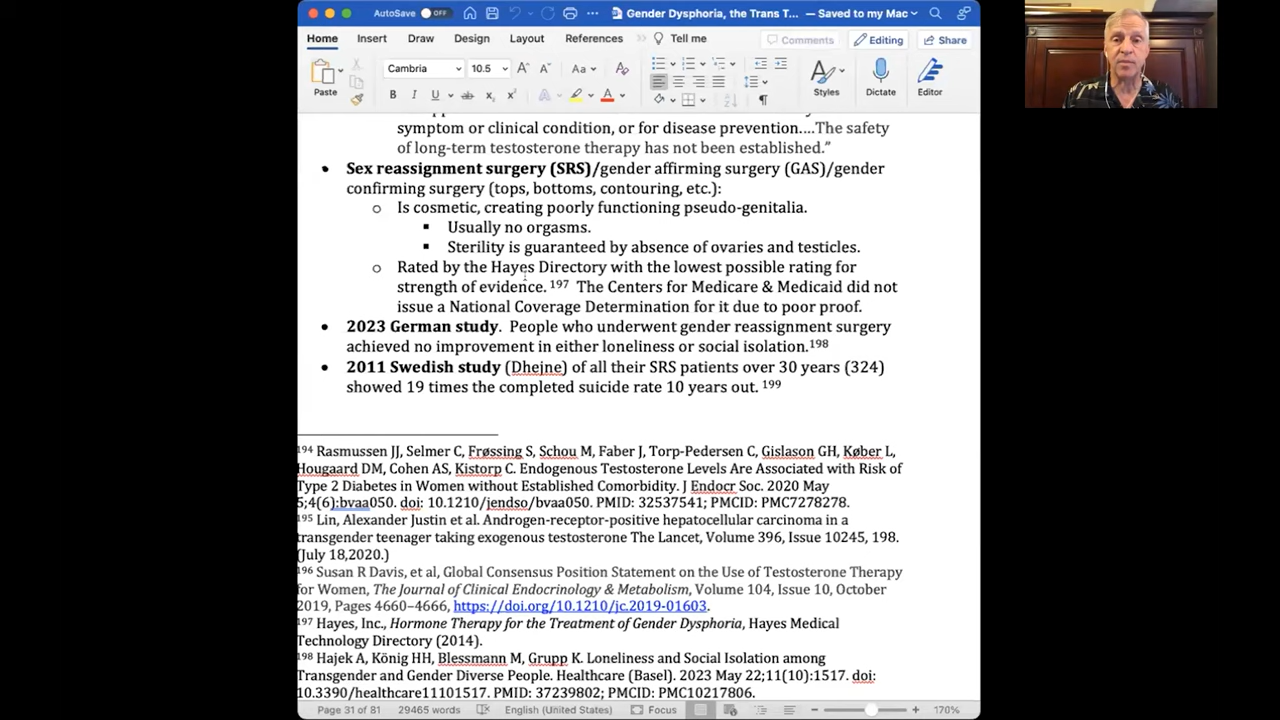 AutoSave OFF Gender Dysphoria, the Trans T... — Saved to my Mac
Home Insert Draw Design Layout References Tell me Comments Editing Share
Paste Cambria 10.5 Aa Styles Dictate Editor
symptom or clinical condition, or for disease prevention....The safety
of long-term testosterone therapy has not been established.”
• Sex reassignment surgery (SRS)/gender affirming surgery (GAS)/gender
confirming surgery (tops, bottoms, contouring, etc.):
o Is cosmetic, creating poorly functioning pseudo-genitalia.
▪ Usually no orgasms.
▪ Sterility is guaranteed by absence of ovaries and testicles.
o Rated by the Hayes Directory with the lowest possible rating for
strength of evidence. 197 The Centers for Medicare & Medicaid did not
issue a National Coverage Determination for it due to poor proof.
• 2023 German study. People who underwent gender reassignment surgery
achieved no improvement in either loneliness or social isolation.198
• 2011 Swedish study (Dhejne) of all their SRS patients over 30 years (324)
showed 19 times the completed suicide rate 10 years out. 199
194 Rasmussen JJ, Selmer C, Frøssing S, Schou M, Faber J, Torp-Pedersen C, Gislason GH, Køber L,
Hougaard DM, Cohen AS, Kistorp C. Endogenous Testosterone Levels Are Associated with Risk of
Type 2 Diabetes in Women without Established Comorbidity. J Endocr Soc. 2020 May
5;4(6):bvaa050. doi: 10.1210/jendso/bvaa050. PMID: 32537541; PMCID: PMC7278278.
195 Lin, Alexander Justin et al. Androgen-receptor-positive hepatocellular carcinoma in a
transgender teenager taking exogenous testosterone The Lancet, Volume 396, Issue 10245, 198.
(July 18,2020.)
196 Susan R Davis, et al, Global Consensus Position Statement on the Use of Testosterone Therapy
for Women, The Journal of Clinical Endocrinology & Metabolism, Volume 104, Issue 10, October
2019, Pages 4660–4666, https://doi.org/10.1210/jc.2019-01603.
197 Hayes, Inc., Hormone Therapy for the Treatment of Gender Dysphoria, Hayes Medical
Technology Directory (2014).
198 Hajek A, König HH, Blessmann M, Grupp K. Loneliness and Social Isolation among
Transgender and Gender Diverse People. Healthcare (Basel). 2023 May 22;11(10):1517. doi:
10.3390/healthcare11101517. PMID: 37239802; PMCID: PMC10217806.
Page 31 of 81 29465 words English (United States) Focus 170%